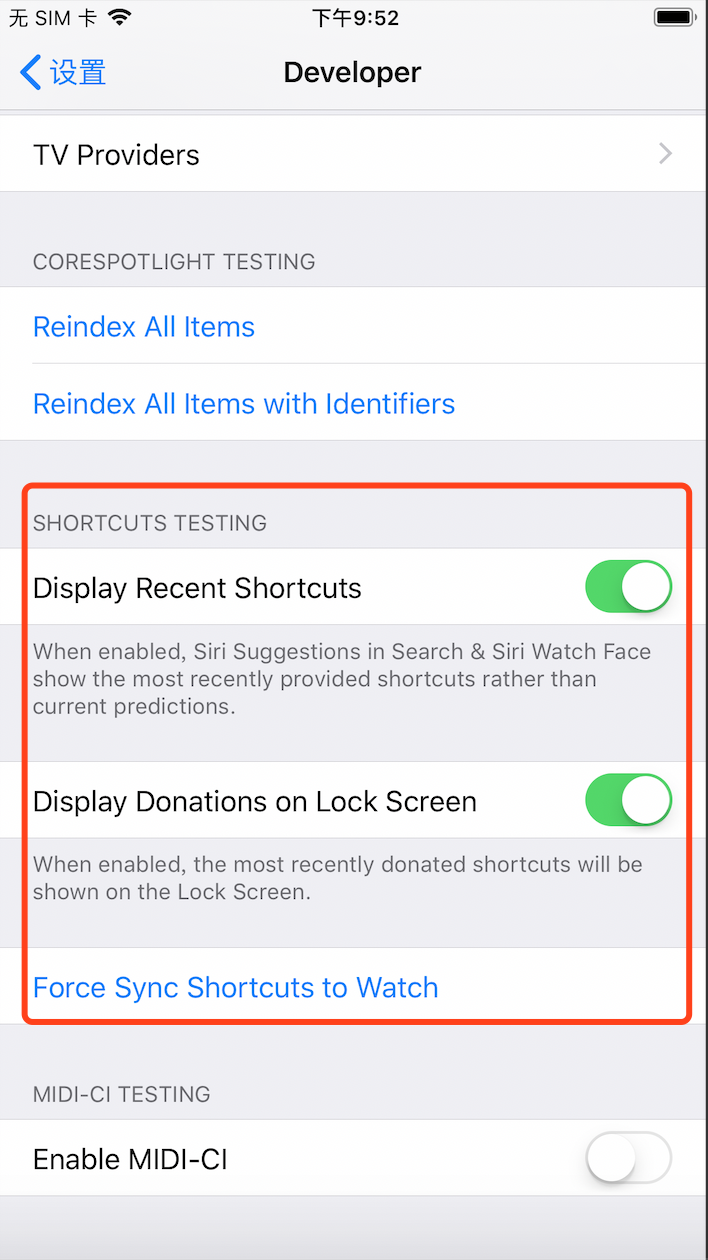 无 SIM 卡 下午9:52
设置 Developer
TV Providers
CORESPOTLIGHT TESTING
Reindex All Items
Reindex All Items with Identifiers
SHORTCUTS TESTING
Display Recent Shortcuts
When enabled, Siri Suggestions in Search & Siri Watch Face
show the most recently provided shortcuts rather than
current predictions.
Display Donations on Lock Screen
When enabled, the most recently donated shortcuts will be
shown on the Lock Screen.
Force Sync Shortcuts to Watch
MIDI-CI TESTING
Enable MIDI-CI